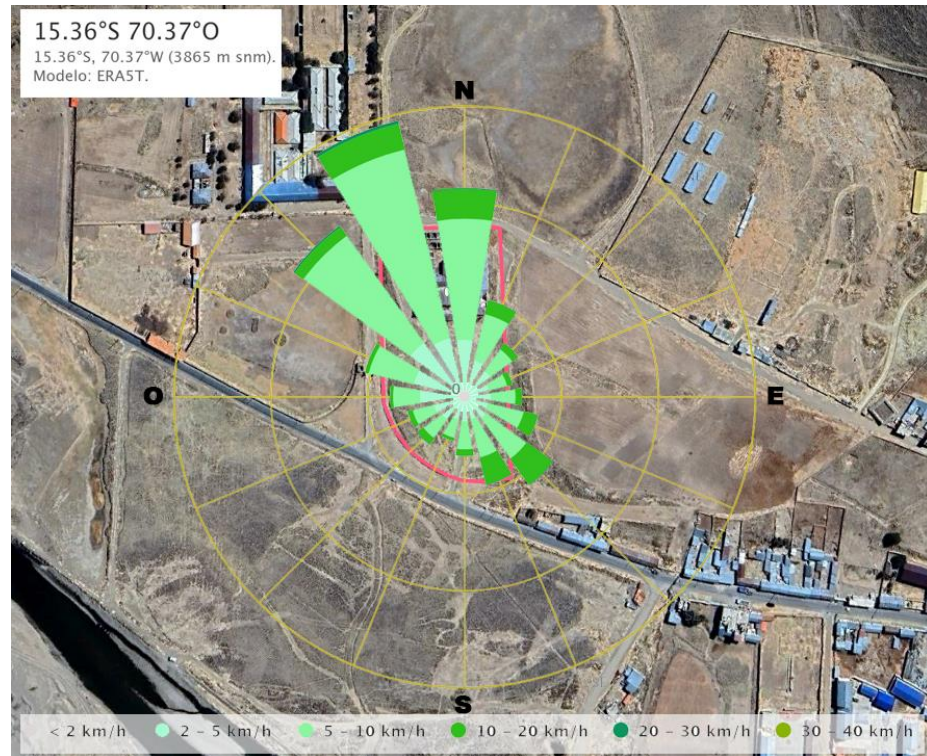 15.36°S 70.37°O
15.36°S, 70.37°W (3865 m snm).
Modelo: ERA5T.
N
O
0
E
S
< 2 km/h 2 – 5 km/h 5 – 10 km/h 10 – 20 km/h 20 – 30 km/h 30 – 40 km/h